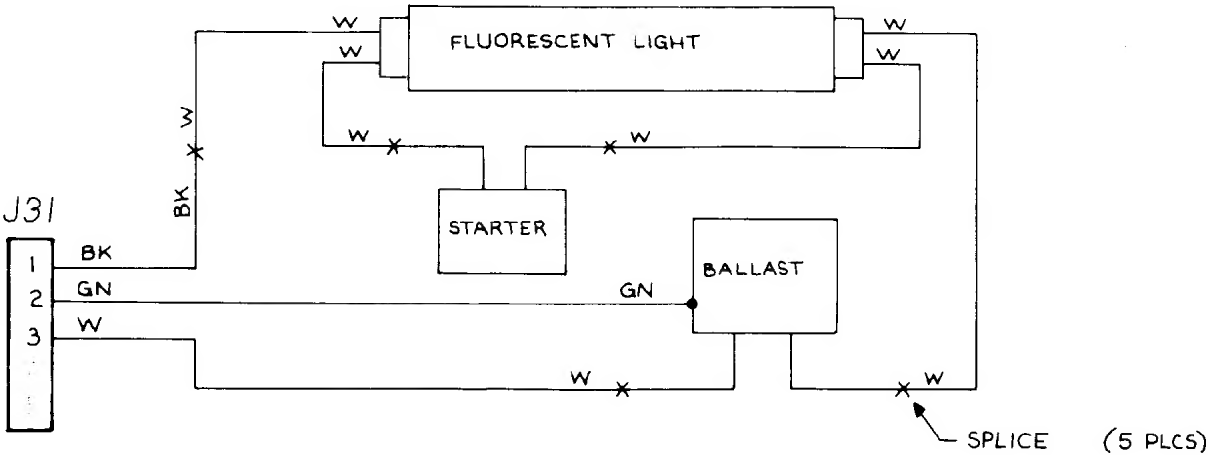 W
FLUORESCENT LIGHT
W
W
W
W
W
W
BK
STARTER
J31
1
BK
BALLAST
2
GN
GN
3
W
W
W
SPLICE (5 PLCS)